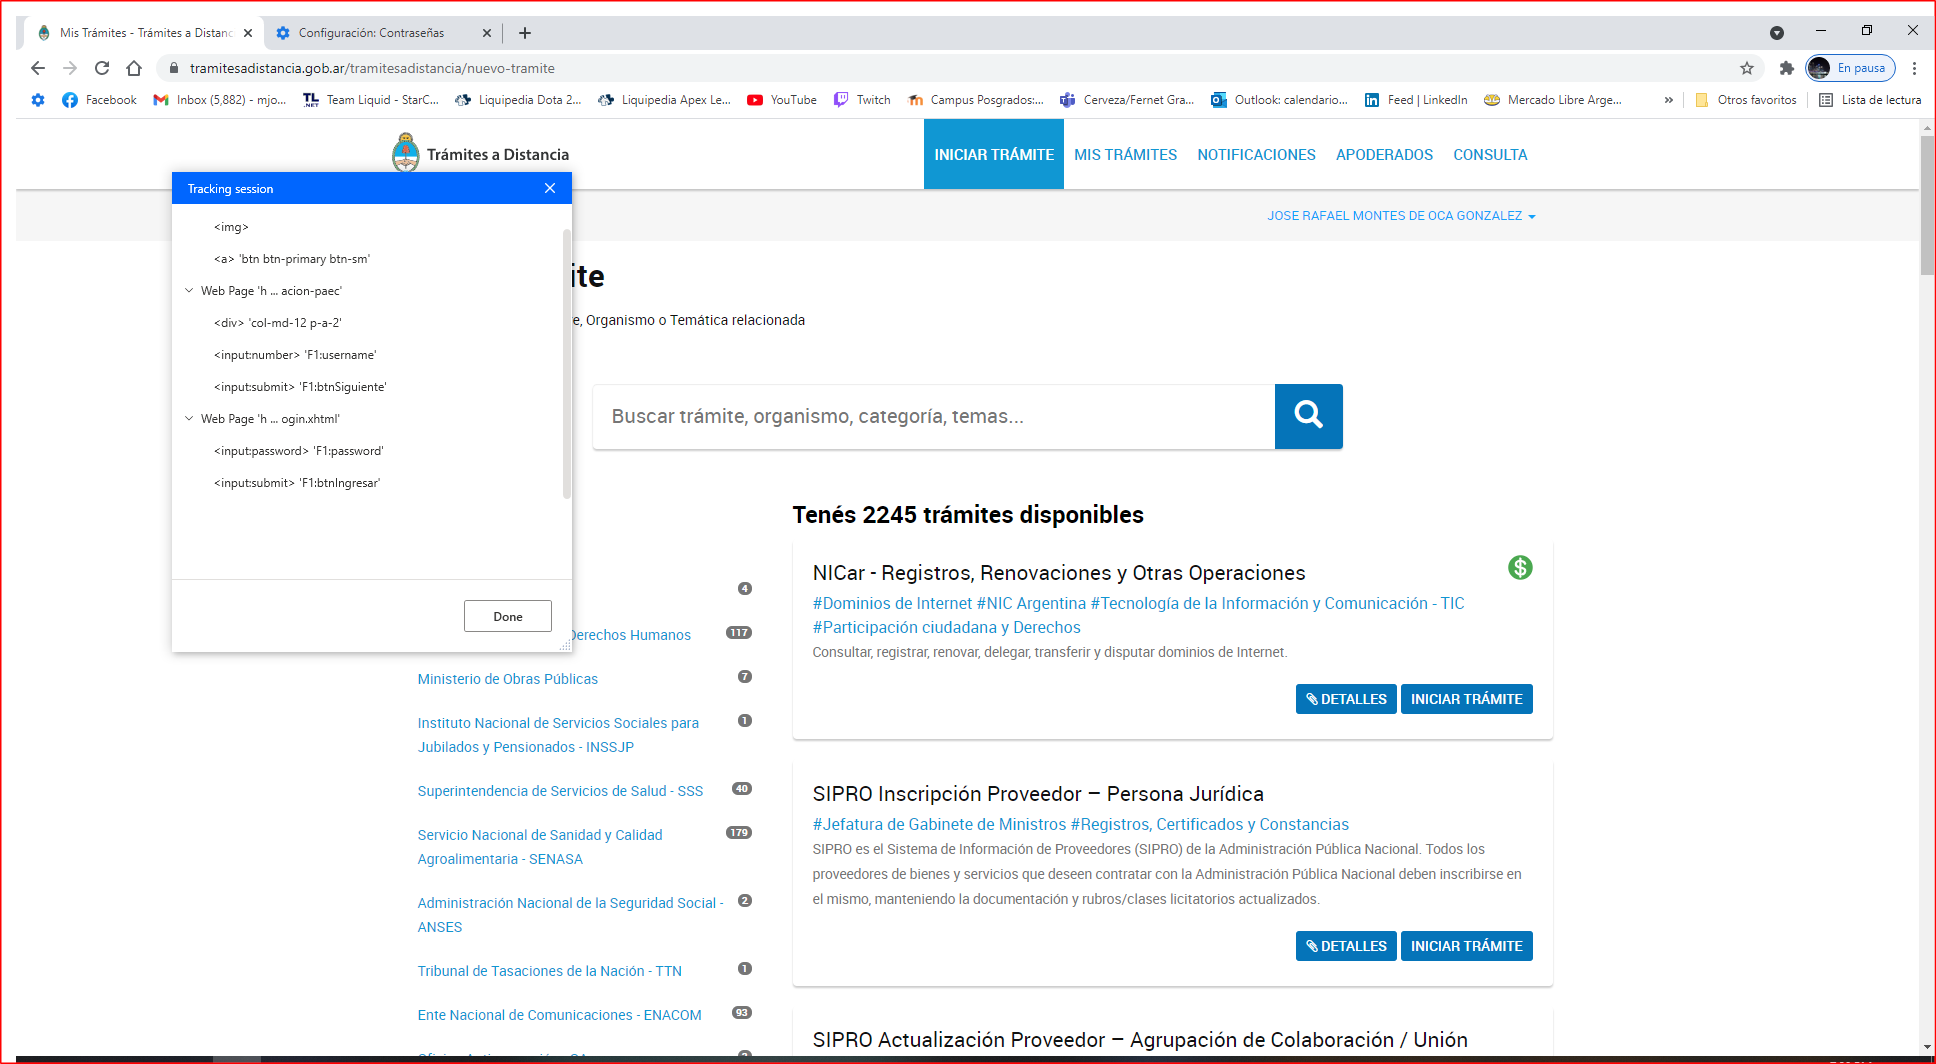 Mis Trámites - Trámites a Distanc
Configuración: Contraseñas
tramitesadistancia.gob.ar/tramitesadistancia/nuevo-tramite
En pausa
Facebook
Inbox (5,882) - mjo...
Team Liquid - StarC...
Liquipedia Dota 2...
Liquipedia Apex Le...
YouTube
Twitch
Campus Posgrados:...
Cerveza/Fernet Gra...
Outlook: calendario...
Feed | LinkedIn
Mercado Libre Arge...
»
Otros favoritos
Lista de lectura
Trámites a Distancia
INICIAR TRÁMITE
MIS TRÁMITES
NOTIFICACIONES
APODERADOS
CONSULTA
JOSE RAFAEL MONTES DE OCA GONZALEZ
Tracking session
<img>
<a> 'btn btn-primary btn-sm'
Web Page 'h ... acion-paec'
<div> 'col-md-12 p-a-2'
<input:number> 'F1:username'
<input:submit> 'F1:btnSiguiente'
Web Page 'h ... ogin.xhtml'
<input:password> 'F1:password'
<input:submit> 'F1:btnIngresar'
Done
ite
e, Organismo o Temática relacionada
Buscar trámite, organismo, categoría, temas...
4
Derechos Humanos 117
Ministerio de Obras Públicas 7
Instituto Nacional de Servicios Sociales para 1
Jubilados y Pensionados - INSSJP
Superintendencia de Servicios de Salud - SSS 40
Servicio Nacional de Sanidad y Calidad 179
Agroalimentaria - SENASA
Administración Nacional de la Seguridad Social - 2
ANSES
Tribunal de Tasaciones de la Nación - TTN 1
Ente Nacional de Comunicaciones - ENACOM 93
Tenés 2245 trámites disponibles
NICar - Registros, Renovaciones y Otras Operaciones
$
#Dominios de Internet #NIC Argentina #Tecnología de la Información y Comunicación - TIC
#Participación ciudadana y Derechos
Consultar, registrar, renovar, delegar, transferir y disputar dominios de Internet.
DETALLES
INICIAR TRÁMITE
SIPRO Inscripción Proveedor – Persona Jurídica
#Jefatura de Gabinete de Ministros #Registros, Certificados y Constancias
SIPRO es el Sistema de Información de Proveedores (SIPRO) de la Administración Pública Nacional. Todos los
proveedores de bienes y servicios que deseen contratar con la Administración Pública Nacional deben inscribirse en
el mismo, manteniendo la documentación y rubros/clases licitatorios actualizados.
DETALLES
INICIAR TRÁMITE
SIPRO Actualización Proveedor – Agrupación de Colaboración / Unión